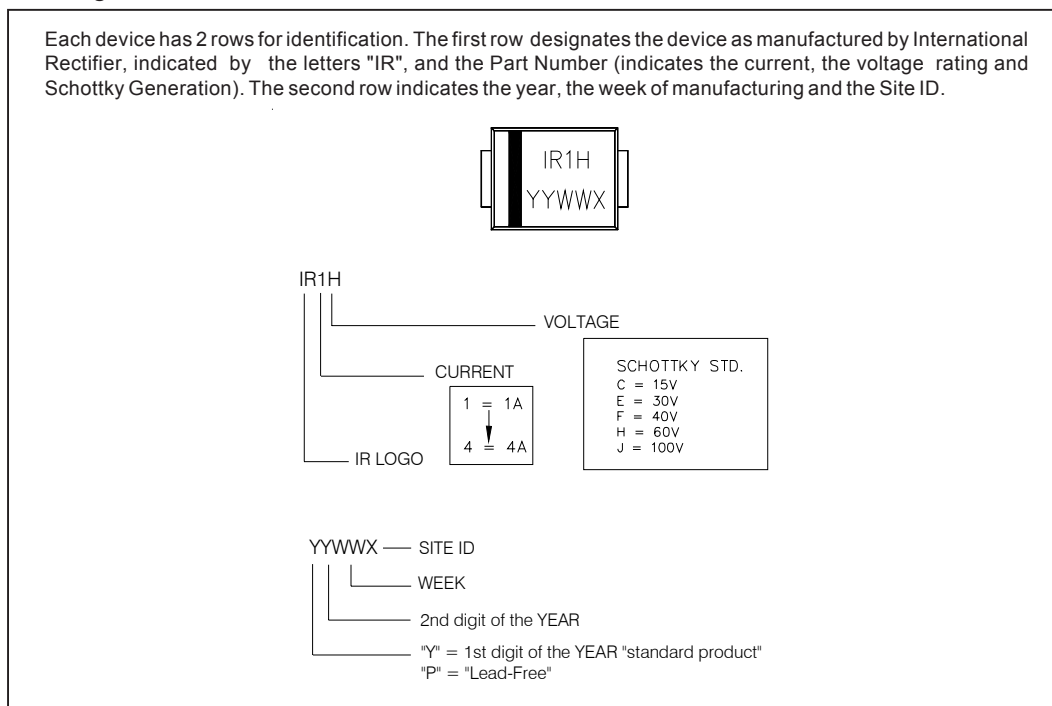 Each device has 2 rows for identification. The first row designates the device as manufactured by International
Rectifier, indicated by the letters "IR", and the Part Number (indicates the current, the voltage rating and
Schottky Generation). The second row indicates the year, the week of manufacturing and the Site ID.
IR1H
YYWWX
IR1H
VOLTAGE
CURRENT
1 = 1A
4 = 4A
IR LOGO
SCHOTTKY STD.
C = 15V
E = 30V
F = 40V
H = 60V
J = 100V
YYWWX SITE ID
WEEK
2nd digit of the YEAR
"Y" = 1st digit of the YEAR "standard product"
"P" = "Lead-Free"